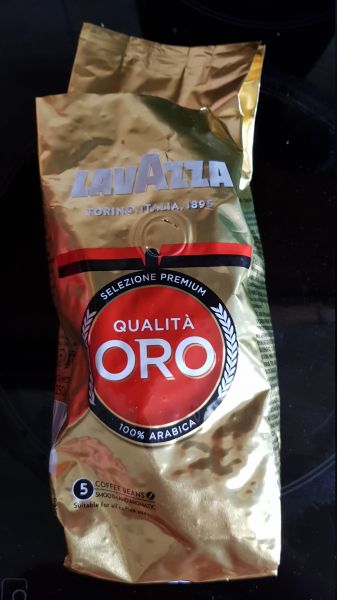 LAVAZZA
TORINO, ITALIA, 1895
SELEZIONE PREMIUM
QUALITÀ
ORO
100% ARABICA
5 COFFEE BEANS
SMOOTH AND AROMATIC
Suitable for all coffee